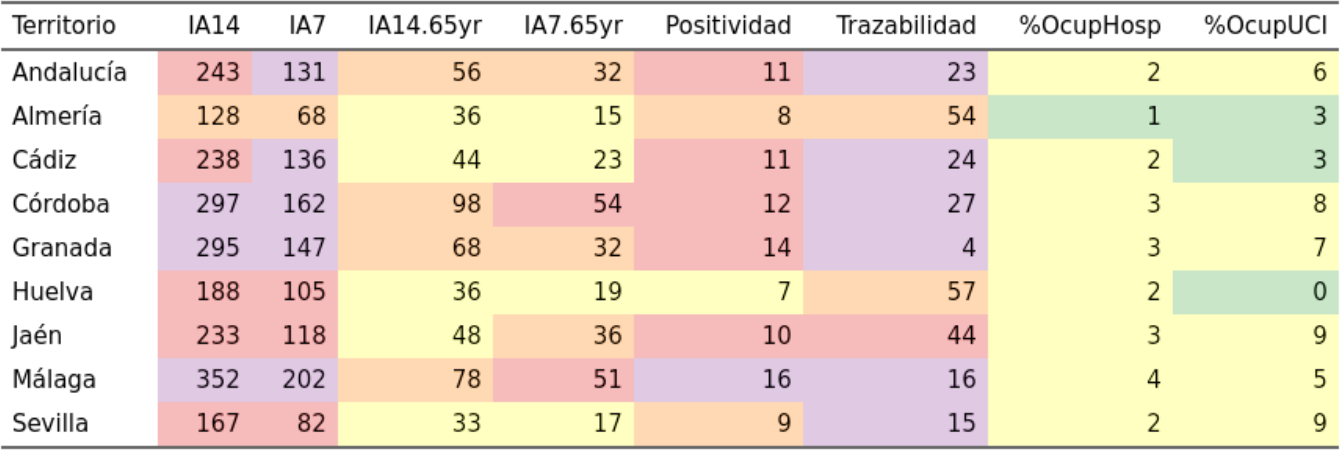 Territorio IA14 IA7 IA14.65yr IA7.65yr Positividad Trazabilidad %OcupHosp %OcupUCI
Andalucía 243 131 56 32 11 23 2 6
Almería 128 68 36 15 8 54 1 3
Cádiz 238 136 44 23 11 24 2 3
Córdoba 297 162 98 54 12 27 3 8
Granada 295 147 68 32 14 4 3 7
Huelva 188 105 36 19 7 57 2 0
Jaén 233 118 48 36 10 44 3 9
Málaga 352 202 78 51 16 16 4 5
Sevilla 167 82 33 17 9 15 2 9